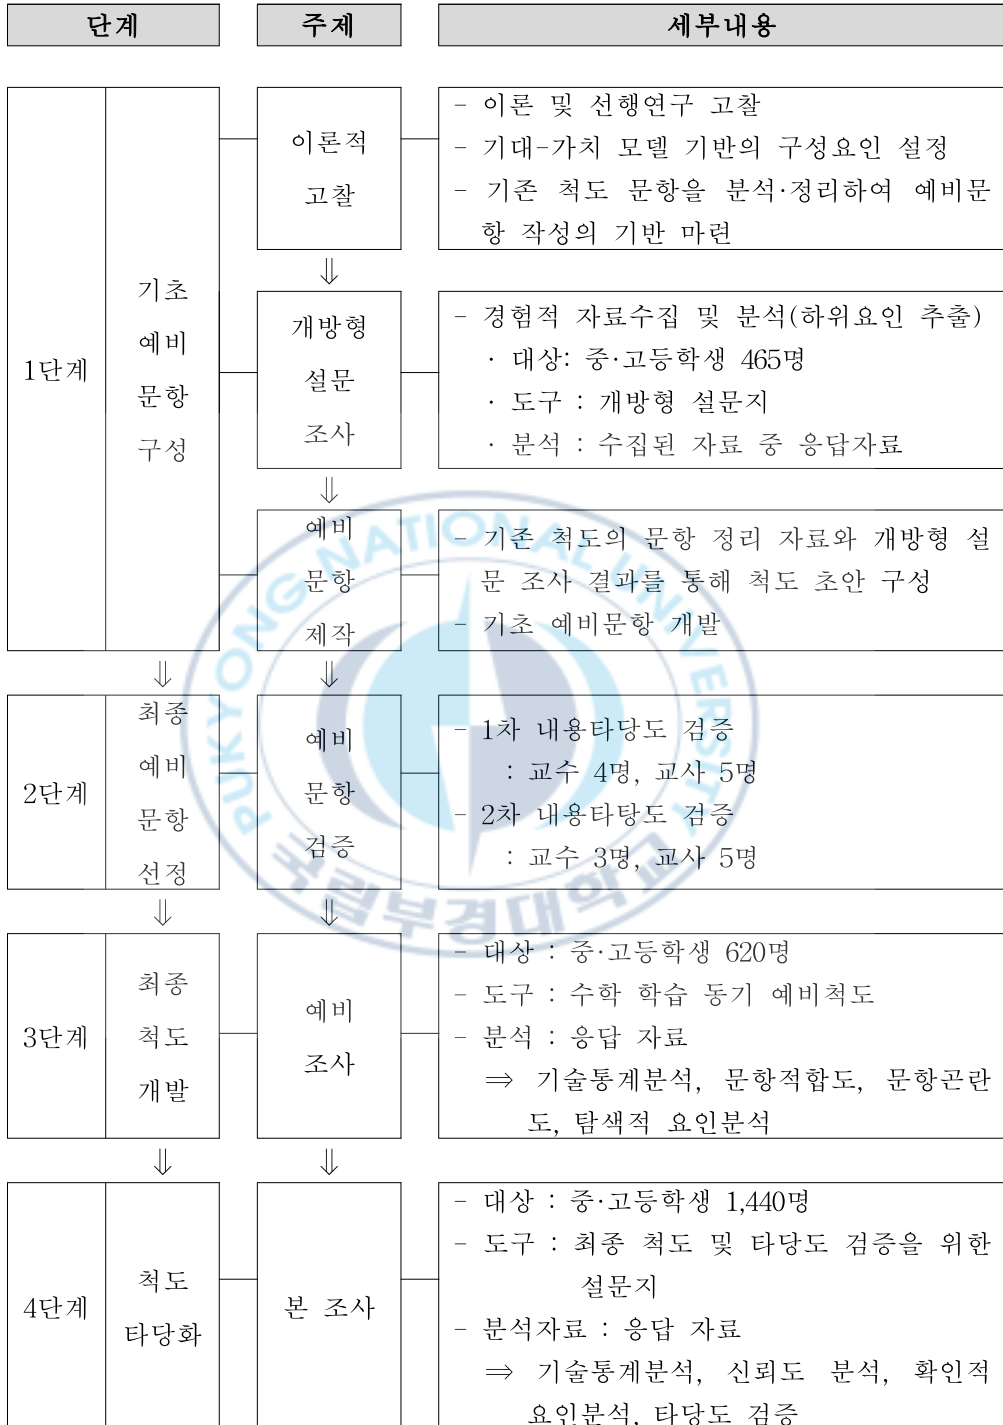 단계 주제 세부내용
1단계
기초
예비
문항
구성
이론적
고찰
- 이론 및 선행연구 고찰
- 기대-가치 모델 기반의 구성요인 설정
- 기존 척도 문항을 분석·정리하여 예비문
항 작성의 기반 마련
⇓
개방형
설문
조사
- 경험적 자료수집 및 분석(하위요인 추출)
· 대상: 중·고등학생 465명
· 도구 : 개방형 설문지
· 분석 : 수집된 자료 중 응답자료
⇓
예비
문항
제작
- 기존 척도의 문항 정리 자료와 개방형 설
문 조사 결과를 통해 척도 초안 구성
- 기초 예비문항 개발
⇓ ⇓
2단계
최종
예비
문항
선정
예비
문항
검증
- 1차 내용타당도 검증
: 교수 4명, 교사 5명
- 2차 내용타탕도 검증
: 교수 3명, 교사 5명
⇓ ⇓
3단계
최종
척도
개발
예비
조사
- 대상 : 중·고등학생 620명
- 도구 : 수학 학습 동기 예비척도
- 분석 : 응답 자료
⇒ 기술통계분석, 문항적합도, 문항곤란
도, 탐색적 요인분석
⇓ ⇓
4단계
척도
타당화
본 조사
- 대상 : 중·고등학생 1,440명
- 도구 : 최종 척도 및 타당도 검증을 위한
설문지
- 분석자료 : 응답 자료
⇒ 기술통계분석, 신뢰도 분석, 확인적
요인분석, 타당도 검증
PUKYONG NATIONAL UNIVERSITY
국립부경대학교